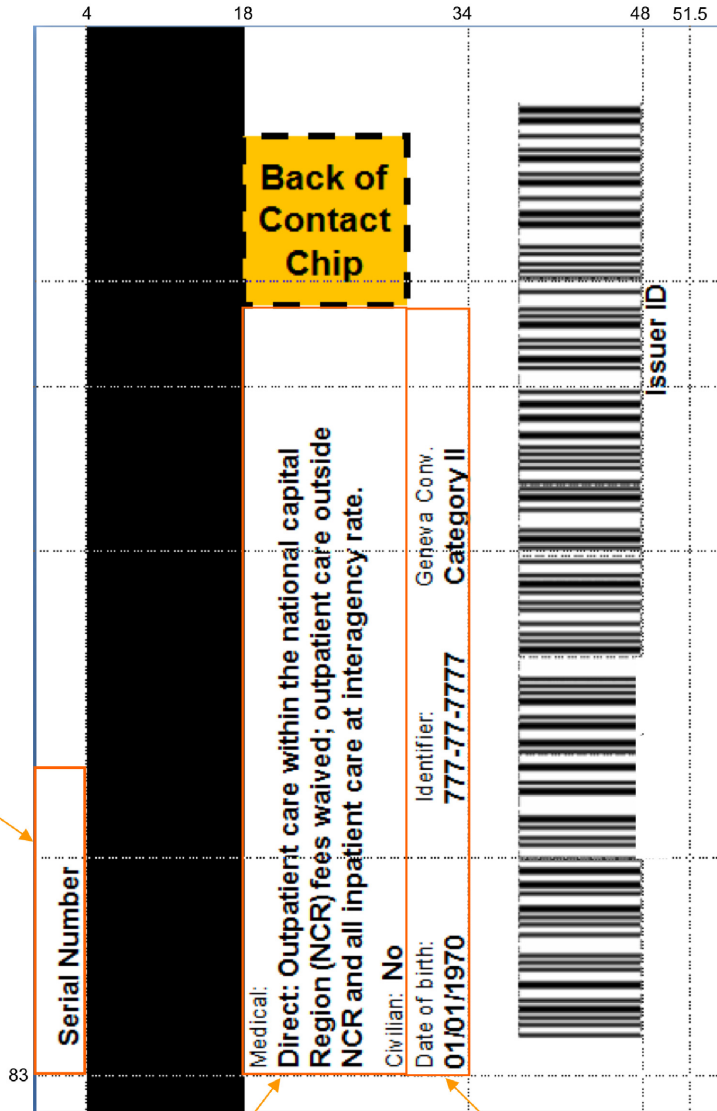 4 18 34 48 51.5
Back of
Contact
Chip
Issuer ID
Serial Number
Medical:
Direct: Outpatient care within the national capital
Region (NCR) fees waived; outpatient care outside
NCR and all inpatient care at interagency rate.
Civilian: No
Date of birth: Identifier: Geneva Conv.
01/01/1970 777-77-7777 Category II
83